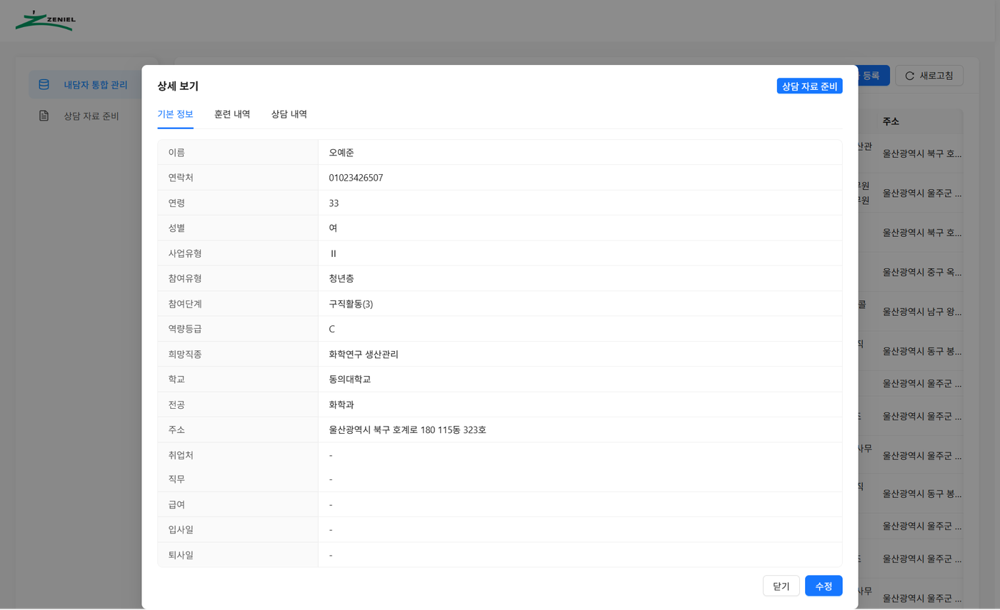 ZENIEL
내담자 통합 관리
상담 자료 준비
등록
새로고침
상세 보기
상담 자료 준비
기본 정보
훈련 내역
상담 내역
이름 오예준
연락처 01023426507
연령 33
성별 여
사업유형 II
참여유형 청년층
참여단계 구직활동(3)
역량등급 C
희망직종 화학연구 생산관리
학교 동의대학교
전공 화학과
주소 울산광역시 북구 호계로 180 115동 323호
취업처 -
직무 -
급여 -
입사일 -
퇴사일 -
닫기
수정
주소
산관
울산광역시 북구 호...
무원
무원
울산광역시 울주군 ...
울산광역시 북구 호...
울산광역시 중구 옥...
콜
울산광역시 남구 왕...
직
울산광역시 동구 봉...
울산광역시 울주군 ...
울산광역시 울주군 ...
사무
울산광역시 울주군 ...
직
울산광역시 동구 봉...
울산광역시 울주군 ...
울산광역시 울주군 ...
사무
울산광역시 울주군 ...